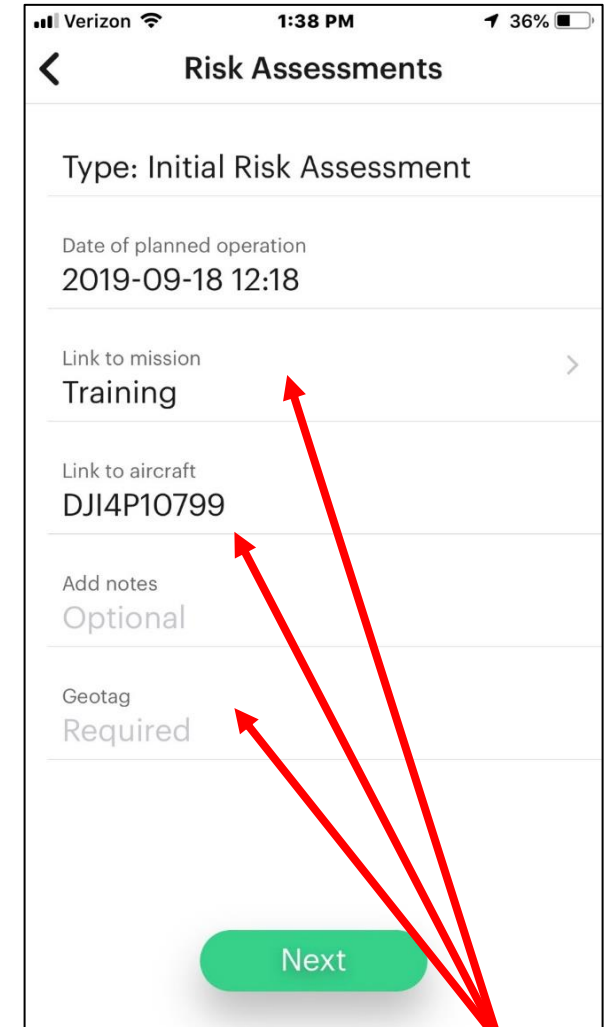 Verizon 1:38 PM 36%
Risk Assessments
Type: Initial Risk Assessment
Date of planned operation
2019-09-18 12:18
Link to mission
Training
Link to aircraft
DJI4P10799
Add notes
Optional
Geotag
Required
Next